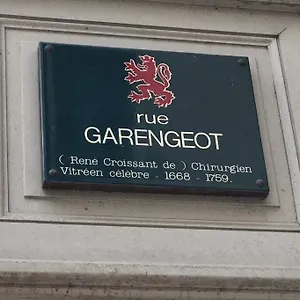 rue
GARENGEOT
( René Croissant de ) Chirurgien
Vitréen célèbre - 1668 - 1759.